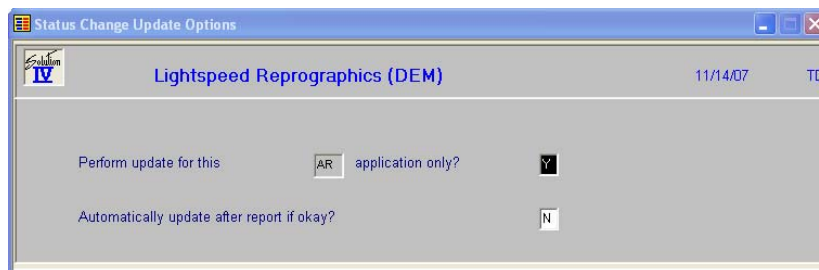 Status Change Update Options
Solution IV
Lightspeed Reprographics (DEM) 11/14/07
Perform update for this AR application only? Y
Automatically update after report if okay? N